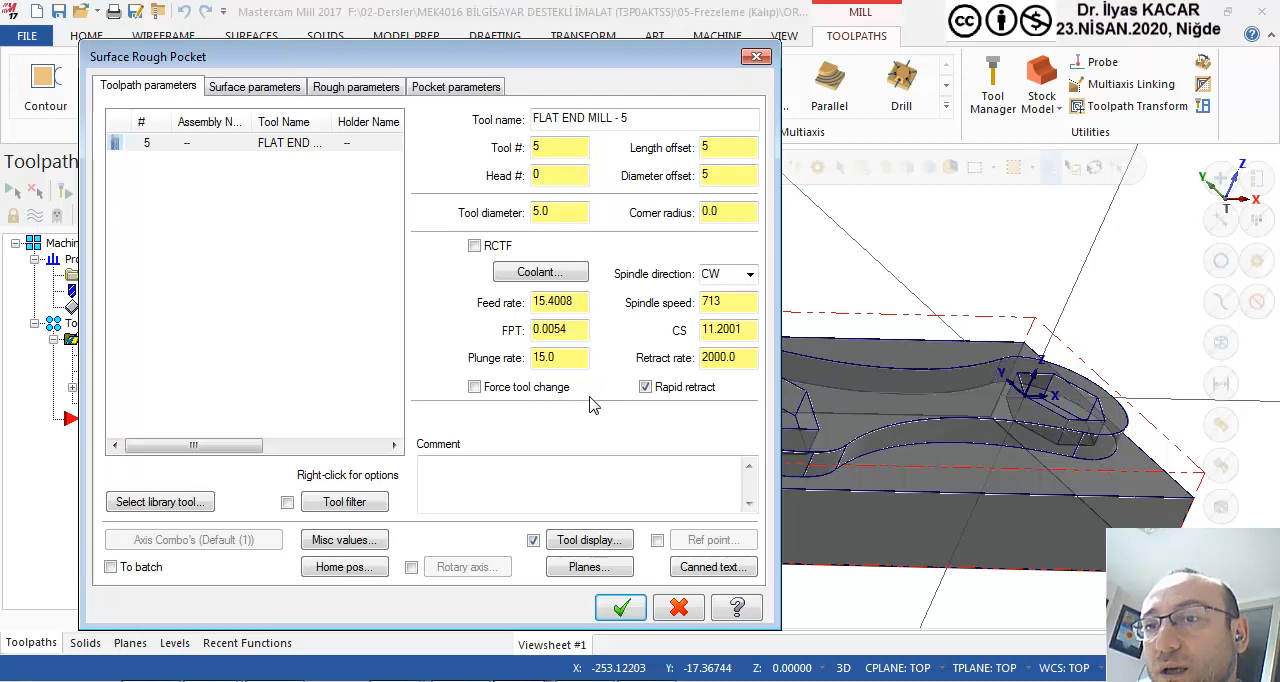 Mastercam Mill 2017 F:\02-Dersler\MEK4016 BİLGİSAYAR DESTEKLİ İMALAT (T3P0AKTS5)\05-Frezeleme (Kalıp)\OR...
MILL
Dr. İlyas KACAR
23.NİSAN.2020, Niğde
FILE HOME WIREFRAME SURFACES SOLIDS MODEL PREP DRAFTING TRANSFORM ART MACHINE VIEW TOOLPATHS
Contour
Parallel
Drill
Tool Manager
Stock Model
Probe
Multiaxis Linking
Toolpath Transform
Multiaxis
Utilities
Toolpath
Machin
Pro
To
Surface Rough Pocket
Toolpath parameters
Surface parameters
Rough parameters
Pocket parameters
# Assembly N... Tool Name Holder Name
5 -- FLAT END ... --
Tool name: FLAT END MILL - 5
Tool #: 5
Length offset: 5
Head #: 0
Diameter offset: 5
Tool diameter: 5.0
Corner radius: 0.0
RCTF
Coolant...
Spindle direction: CW
Feed rate: 15.4008
Spindle speed: 713
FPT: 0.0054
CS 11.2001
Plunge rate: 15.0
Retract rate: 2000.0
Force tool change
Rapid retract
Comment
Right-click for options
Select library tool...
Tool filter
Axis Combo's (Default (1))
Misc values...
Tool display...
Ref point...
To batch
Home pos...
Rotary axis...
Planes...
Canned text...
Z
Y
X
T
Z
Y
X
Toolpaths Solids Planes Levels Recent Functions
Viewsheet #1
X: -253.12203 Y: -17.36744 Z: 0.00000 3D CPLANE: TOP TPLANE: TOP WCS: TOP